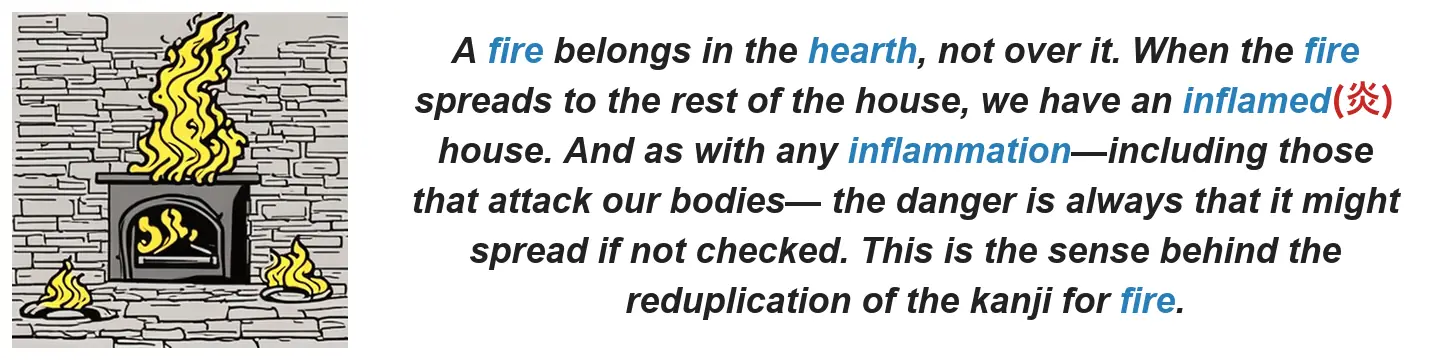 A fire belongs in the hearth, not over it. When the fire
spreads to the rest of the house, we have an inflamed(炎)
house. And as with any inflammation—including those
that attack our bodies— the danger is always that it might
spread if not checked. This is the sense behind the
reduplication of the kanji for fire.